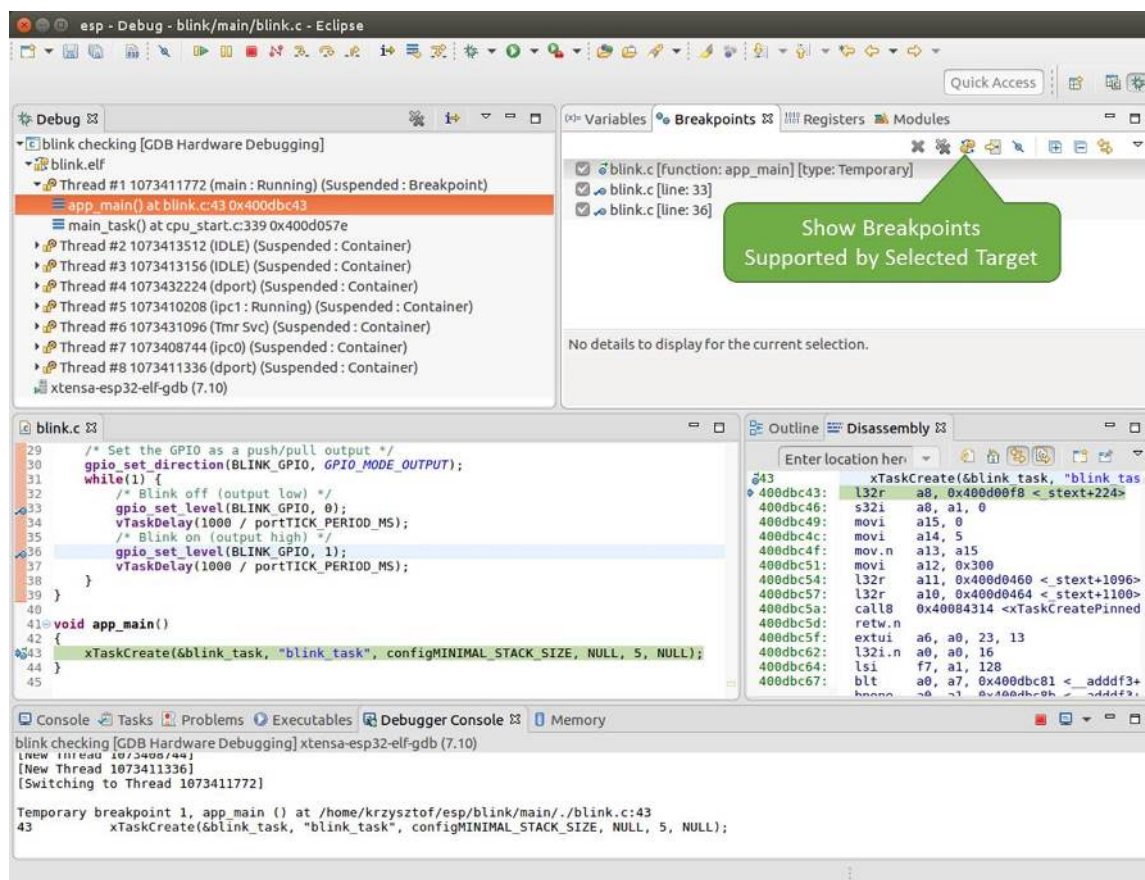 esp - Debug - blink/main/blink.c - Eclipse
Quick Access
Debug
blink checking [GDB Hardware Debugging]
blink.elf
Thread #1 1073411772 (main : Running) (Suspended : Breakpoint)
app_main() at blink.c:43 0x400dbc43
main_task() at cpu_start.c:339 0x400d057e
Thread #2 1073413512 (IDLE) (Suspended : Container)
Thread #3 1073413156 (IDLE) (Suspended : Container)
Thread #4 1073432224 (dport) (Suspended : Container)
Thread #5 1073410208 (ipc1 : Running) (Suspended : Container)
Thread #6 1073431096 (Tmr Svc) (Suspended : Container)
Thread #7 1073408744 (ipc0) (Suspended : Container)
Thread #8 1073411336 (dport) (Suspended : Container)
xtensa-esp32-elf-gdb (7.10)
(x)= Variables Breakpoints Registers Modules
blink.c [function: app_main] [type: Temporary]
blink.c [line: 33]
blink.c [line: 36]
Show Breakpoints
Supported by Selected Target
No details to display for the current selection.
blink.c
29 /* Set the GPIO as a push/pull output */
30 gpio_set_direction(BLINK_GPIO, GPIO_MODE_OUTPUT);
31 while(1) {
32 /* Blink off (output low) */
33 gpio_set_level(BLINK_GPIO, 0);
34 vTaskDelay(1000 / portTICK_PERIOD_MS);
35 /* Blink on (output high) */
36 gpio_set_level(BLINK_GPIO, 1);
37 vTaskDelay(1000 / portTICK_PERIOD_MS);
38 }
39 }
40
41 void app_main()
42 {
43 xTaskCreate(&blink_task, "blink_task", configMINIMAL_STACK_SIZE, NULL, 5, NULL);
44 }
45
Outline Disassembly
Enter location her
43 xTaskCreate(&blink_task, "blink_tas
400dbc43: l32r a8, 0x400d00f8 <_stext+224>
400dbc46: s32i a8, a1, 0
400dbc49: movi a15, 0
400dbc4c: movi a14, 5
400dbc4f: mov.n a13, a15
400dbc51: movi a12, 0x300
400dbc54: l32r a11, 0x400d0460 <_stext+1096>
400dbc57: l32r a10, 0x400d0464 <_stext+1100>
400dbc5a: call8 0x40084314 <xTaskCreatePinned
400dbc5d: retw.n
400dbc5f: extui a6, a0, 23, 13
400dbc62: l32i.n a0, a0, 16
400dbc64: lsi f7, a1, 128
400dbc67: blt a0, a7, 0x400dbc81 <__adddf3+
Console Tasks Problems Executables Debugger Console Memory
blink checking [GDB Hardware Debugging] xtensa-esp32-elf-gdb (7.10)
[New Thread 1073408744]
[New Thread 1073411336]
[Switching to Thread 1073411772]
Temporary breakpoint 1, app_main () at /home/krzysztof/esp/blink/main/./blink.c:43
43 xTaskCreate(&blink_task, "blink_task", configMINIMAL_STACK_SIZE, NULL, 5, NULL);